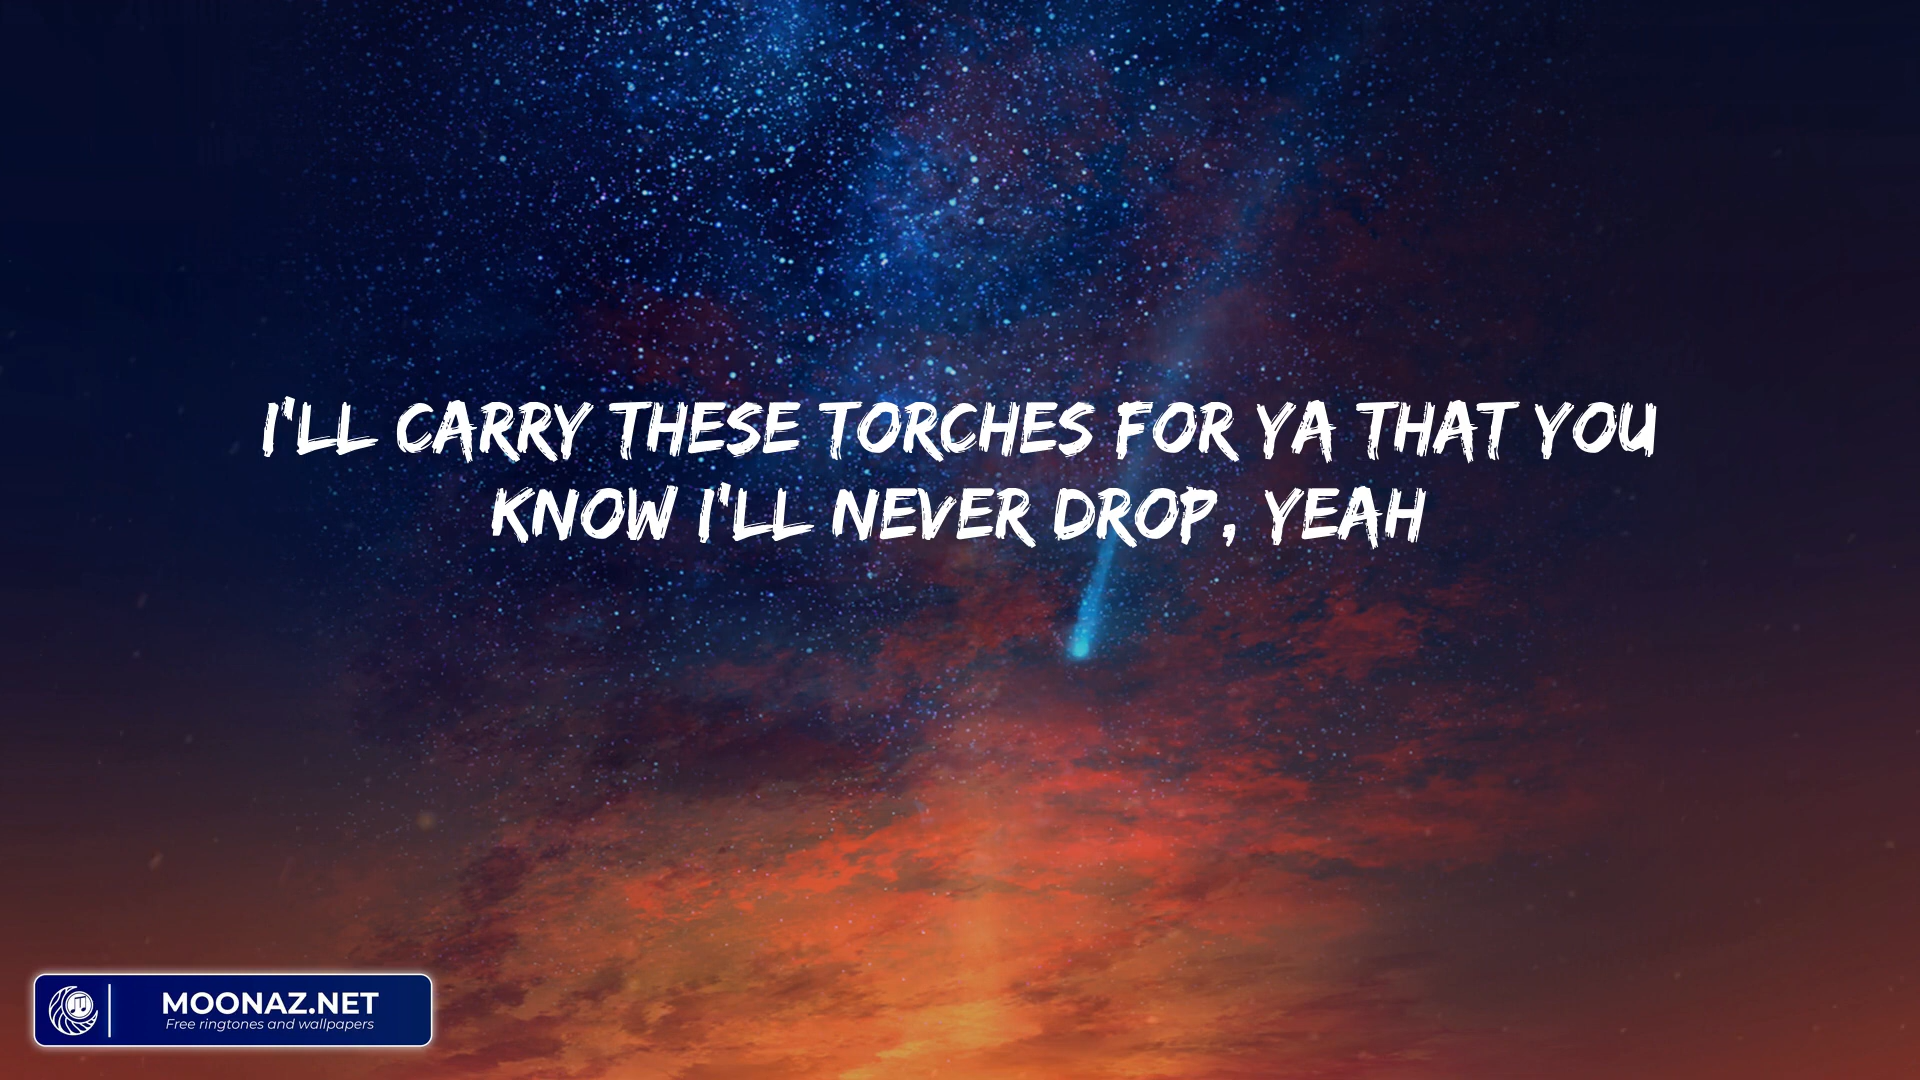 I'LL CARRY THESE TORCHES FOR YA THAT YOU
KNOW I'LL NEVER DROP, YEAH
MOONAZ.NET
Free ringtones and wallpapers